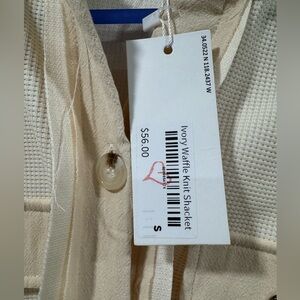 34.0522 N 118.2437 W
Ivory Waffle Knit Shacket
S
$56.00